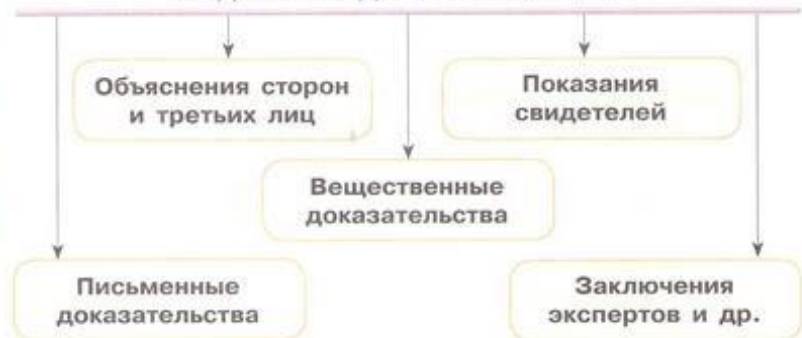 Объяснения сторон
и третьих лиц
Показания
свидетелей
Вещественные
доказательства
Письменные
доказательства
Заключения
экспертов и др.